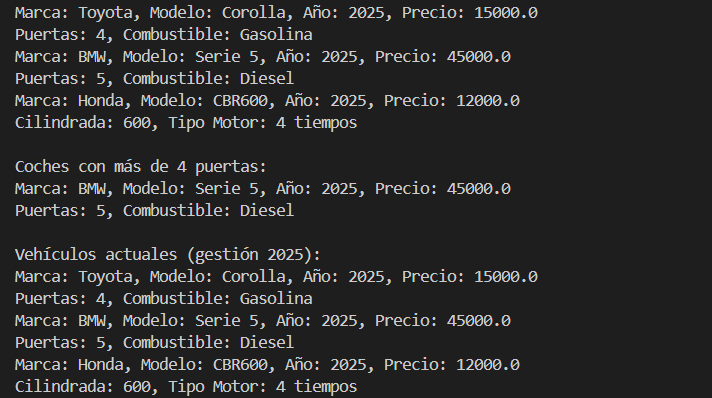 Marca: Toyota, Modelo: Corolla, Año: 2025, Precio: 15000.0
Puertas: 4, Combustible: Gasolina
Marca: BMW, Modelo: Serie 5, Año: 2025, Precio: 45000.0
Puertas: 5, Combustible: Diesel
Marca: Honda, Modelo: CBR600, Año: 2025, Precio: 12000.0
Cilindrada: 600, Tipo Motor: 4 tiempos

Coches con más de 4 puertas:
Marca: BMW, Modelo: Serie 5, Año: 2025, Precio: 45000.0
Puertas: 5, Combustible: Diesel

Vehículos actuales (gestión 2025):
Marca: Toyota, Modelo: Corolla, Año: 2025, Precio: 15000.0
Puertas: 4, Combustible: Gasolina
Marca: BMW, Modelo: Serie 5, Año: 2025, Precio: 45000.0
Puertas: 5, Combustible: Diesel
Marca: Honda, Modelo: CBR600, Año: 2025, Precio: 12000.0
Cilindrada: 600, Tipo Motor: 4 tiempos